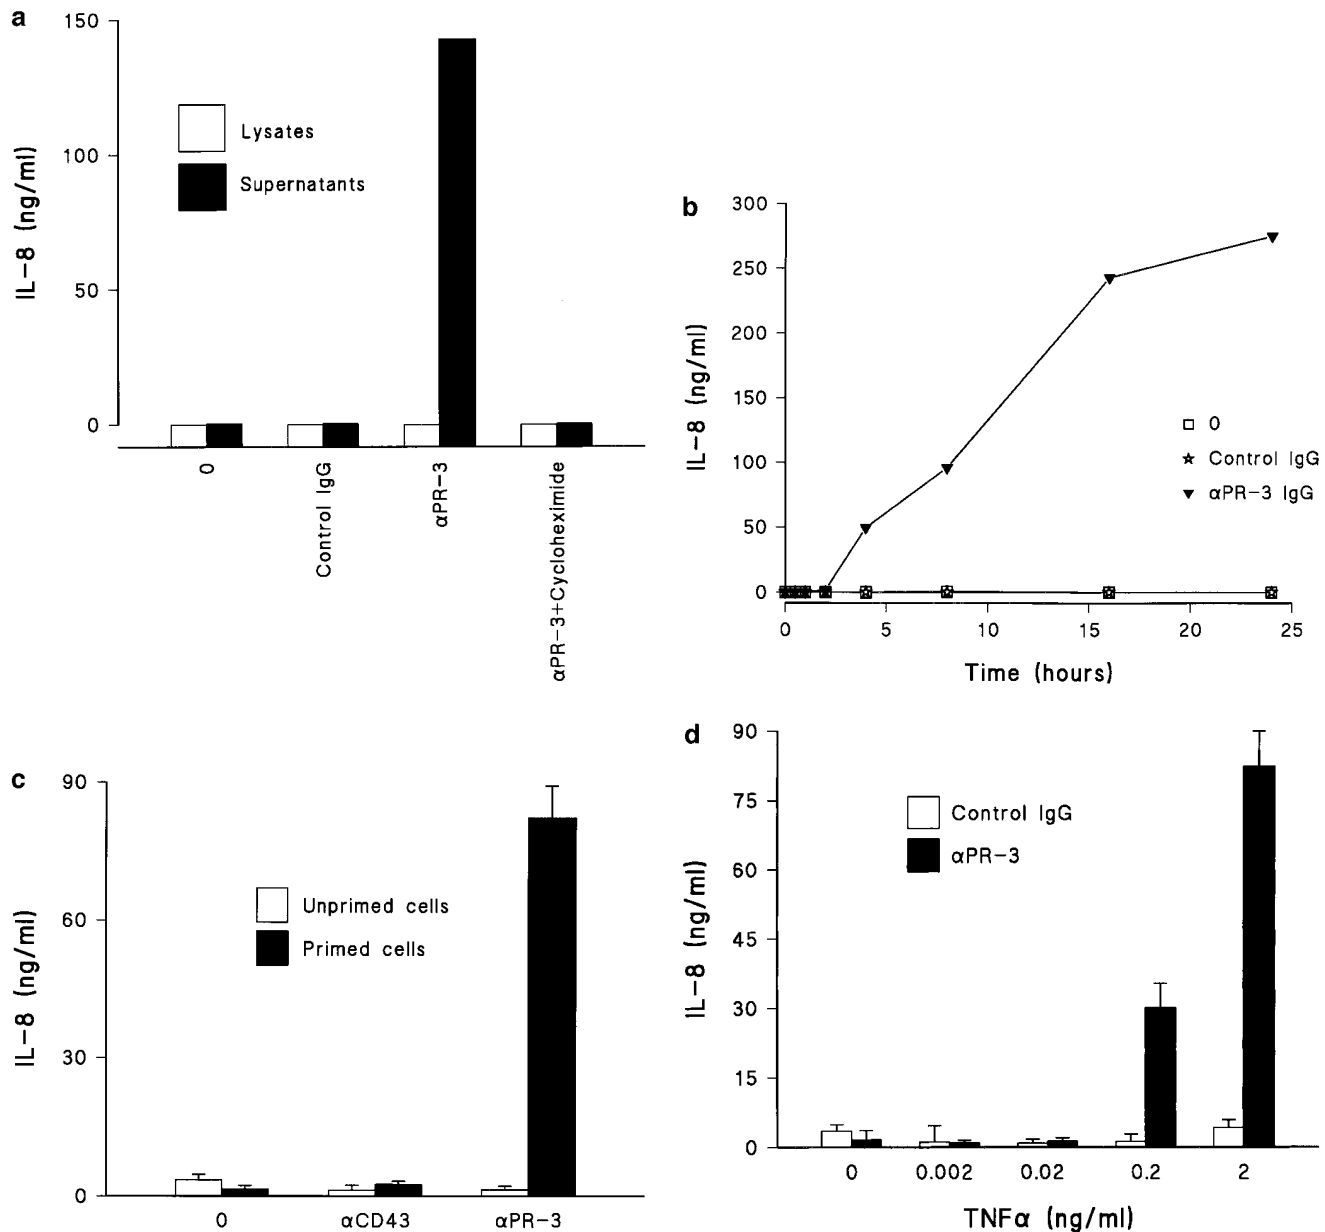 a
150
100
50
0
IL-8 (ng/ml)
Lysates
Supernatants
0
Control IgG
αPR-3
αPR-3+Cycloheximide
b
300
250
200
150
100
50
0
IL-8 (ng/ml)
0
Control IgG
αPR-3 IgG
0
5
10
15
20
25
Time (hours)
c
90
60
30
0
IL-8 (ng/ml)
Unprimed cells
Primed cells
0
αCD43
αPR-3
d
90
75
60
45
30
15
0
IL-8 (ng/ml)
Control IgG
αPR-3
0
0.002
0.02
0.2
2
TNFα (ng/ml)